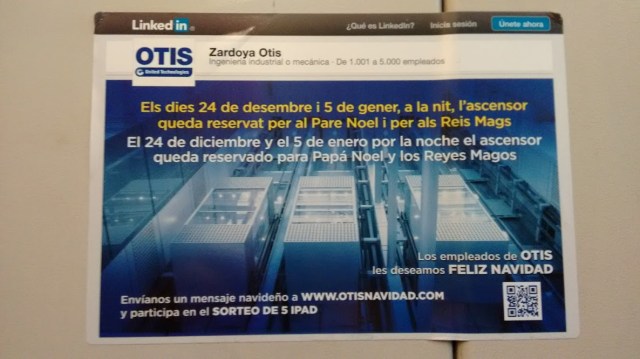 Linked in
¿Qué es LinkedIn?
Inicia sesión
Únete ahora
OTIS
United Technologies
Zardoya Otis
Ingeniería industrial o mecánica · De 1.001 a 5.000 empleados
Els dies 24 de desembre i 5 de gener, a la nit, l'ascensor
queda reservat per al Pare Noel i per als Reis Mags
El 24 de diciembre y el 5 de enero por la noche el ascensor
queda reservado para Papá Noel y los Reyes Magos
Los empleados de OTIS
les deseamos FELIZ NAVIDAD
Envíanos un mensaje navideño a WWW.OTISNAVIDAD.COM
y participa en el SORTEO DE 5 IPAD